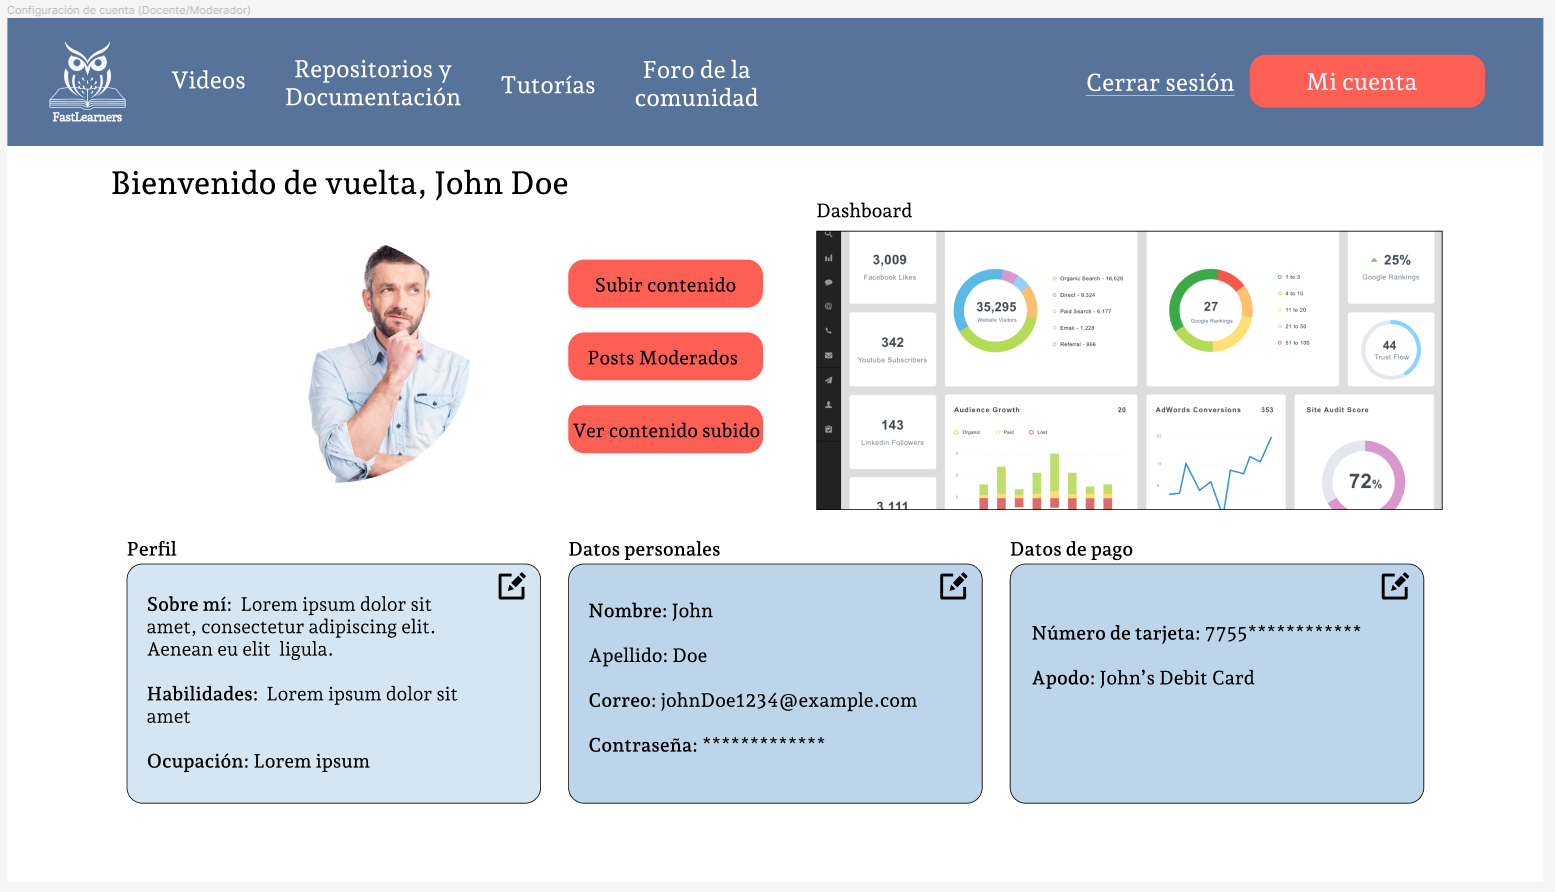 Configuración de cuenta (Docente/Moderador)
FastLearners
Videos
Repositorios y
Documentación
Tutorías
Foro de la
comunidad
Cerrar sesión
Mi cuenta
Bienvenido de vuelta, John Doe
Subir contenido
Posts Moderados
Ver contenido subido
Dashboard
3,009
Facebook Likes
342
Youtube Subscribers
143
Linkedin Followers
3,111
35,295
Website Visitors
Organic Search - 16,028
Direct - 9,324
Paid Search - 6,177
Email - 1,228
Referral - 966
27
Google Rankings
1 to 3
4 to 10
11 to 20
21 to 50
51 to 100
25%
Google Rankings
44
Trust Flow
Audience Growth 20
Organic Paid Lost
AdWords Conversions 353
Site Audit Score
72%
Perfil
Sobre mí: Lorem ipsum dolor sit
amet, consectetur adipiscing elit.
Aenean eu elit ligula.
Habilidades: Lorem ipsum dolor sit
amet
Ocupación: Lorem ipsum
Datos personales
Nombre: John
Apellido: Doe
Correo: johnDoe1234@example.com
Contraseña: *************
Datos de pago
Número de tarjeta: 7755************
Apodo: John’s Debit Card